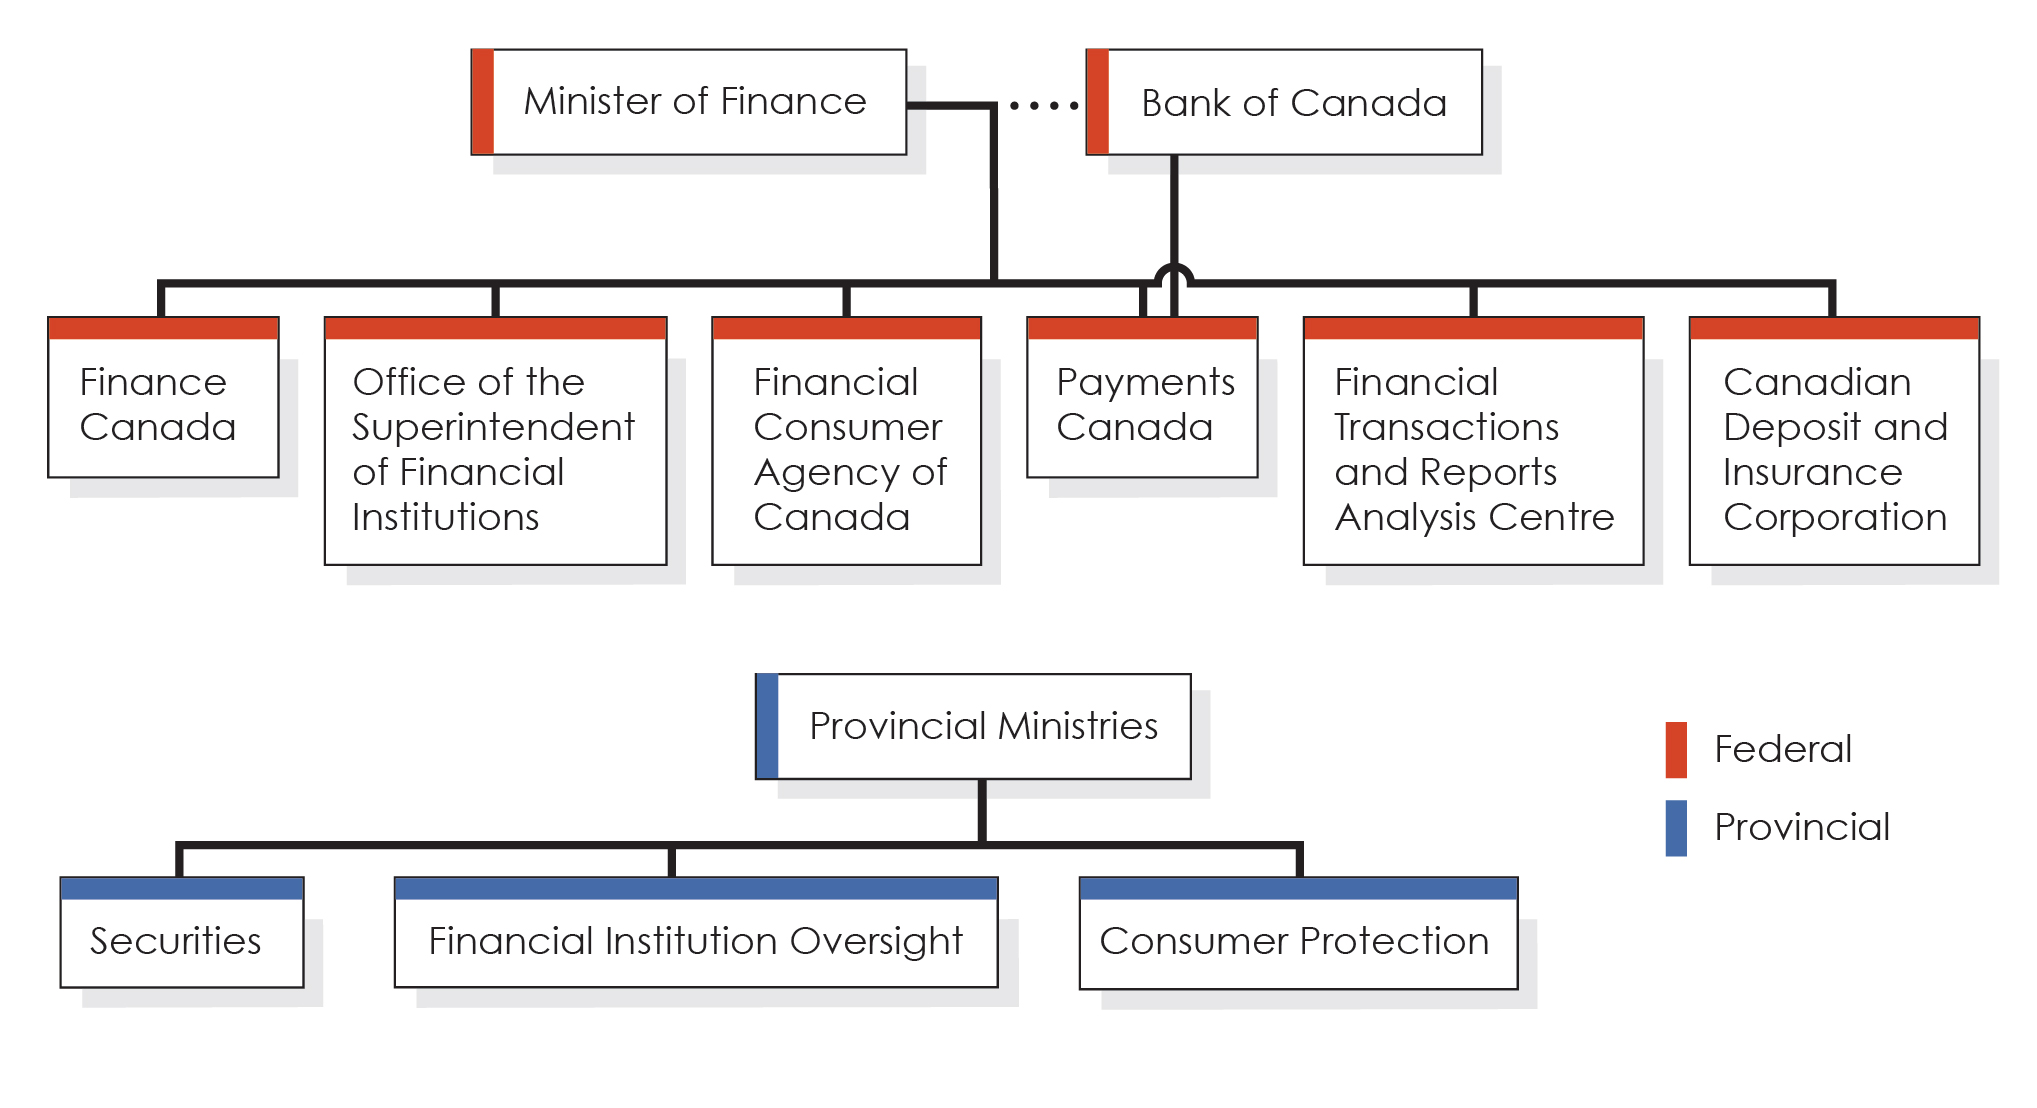 Minister of Finance
Bank of Canada
Finance
Canada
Office of the
Superintendent
of Financial
Institutions
Financial
Consumer
Agency of
Canada
Payments
Canada
Financial
Transactions
and Reports
Analysis Centre
Canadian
Deposit and
Insurance
Corporation
Provincial Ministries
Federal
Provincial
Securities
Financial Institution Oversight
Consumer Protection